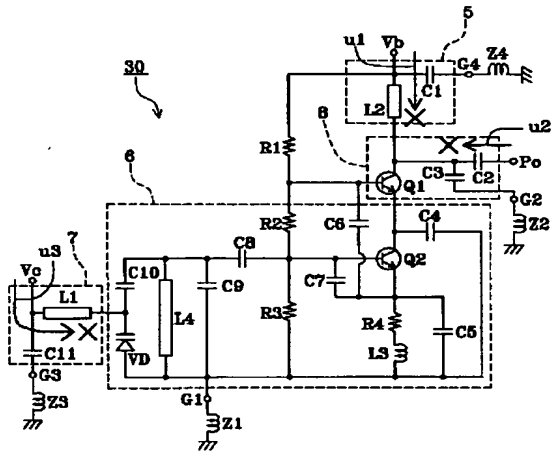 5
u1
Vb
Z4
G4
30
C1
L2
8
u2
R1
6
Po
C3
C2
Q1
G2
R2
C6
C4
Z2
u3
7
C8
Q2
Vc
C10
C9
C7
L1
L4
R3
R4
C5
C11
VD
L3
G3
G1
Z3
Z1